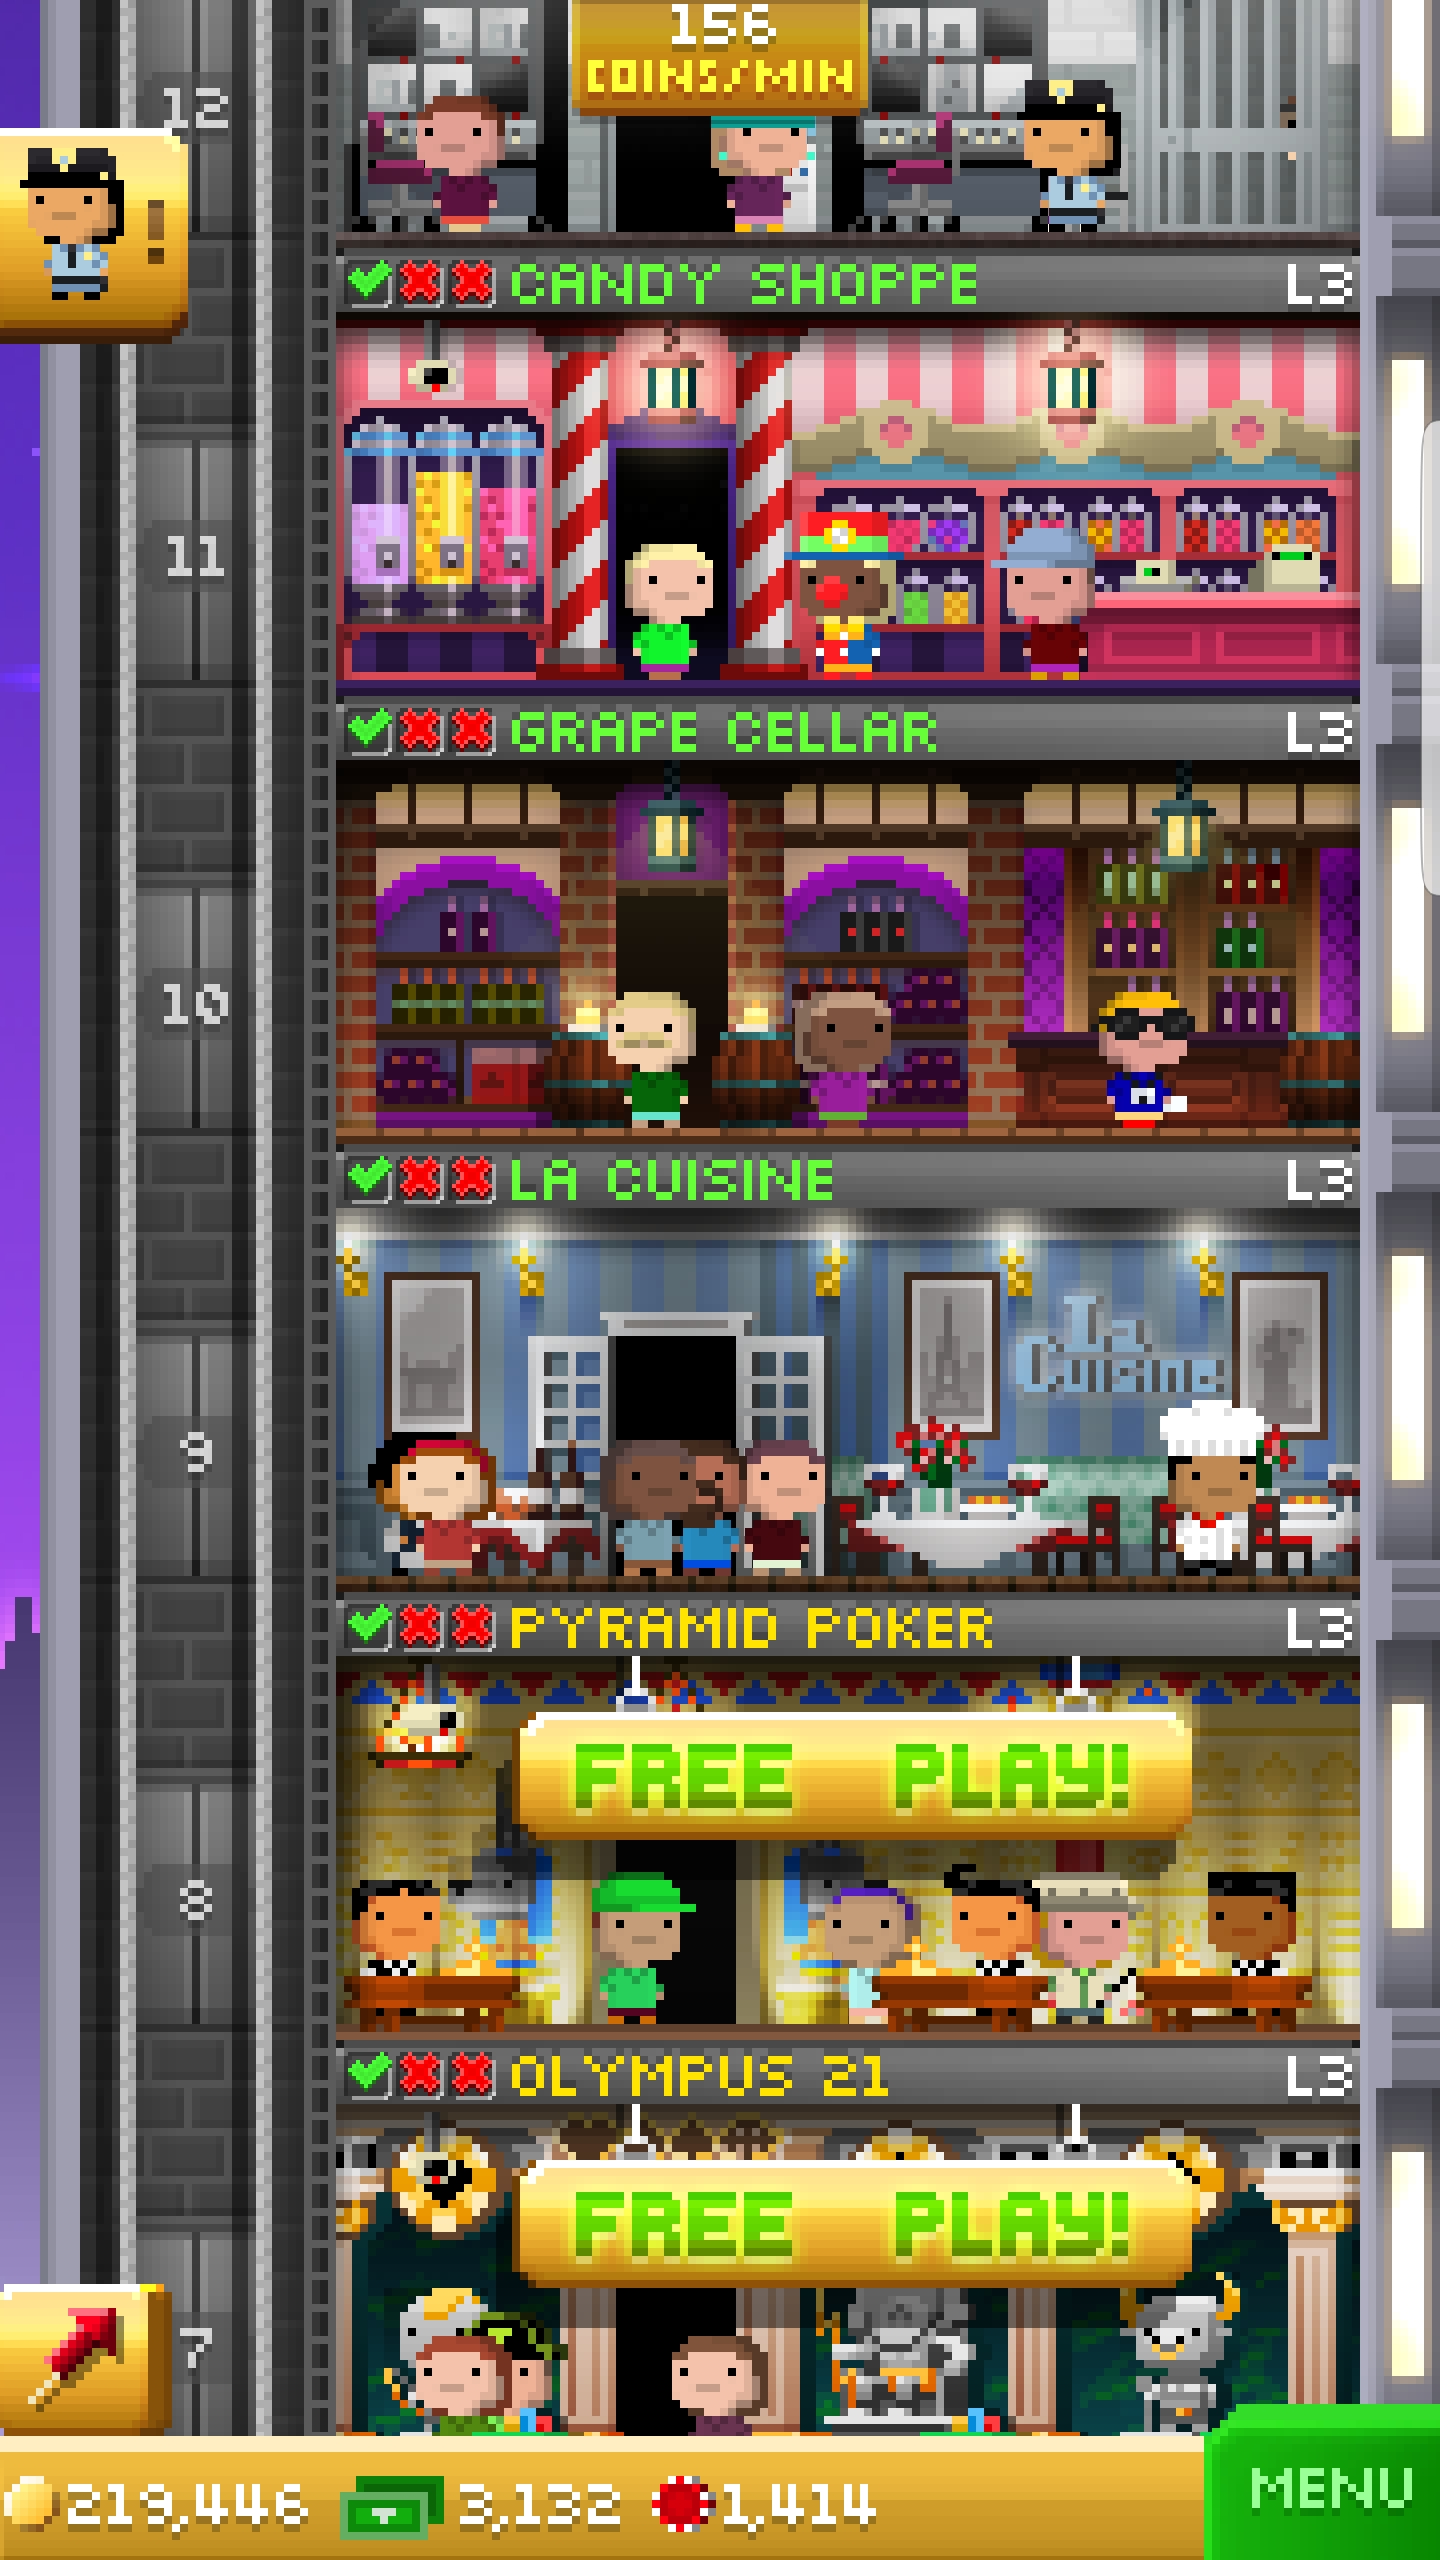 156
COINS/MIN
12
CANDY SHOPPE L3
11
GRAPE CELLAR L3
10
LA CUISINE L3
La
Cuisine
9
PYRAMID POKER L3
FREE PLAY!
8
OLYMPUS 21 L3
FREE PLAY!
7
219,446 3,132 1,414
MENU